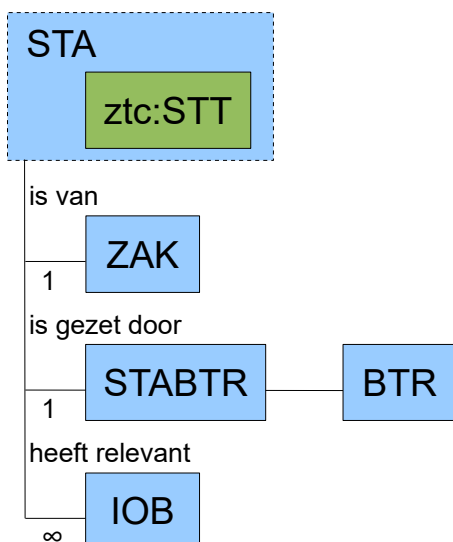 STA
ztc:STT
is van
ZAK
1
is gezet door
STABTR
BTR
1
heeft relevant
IOB
∞